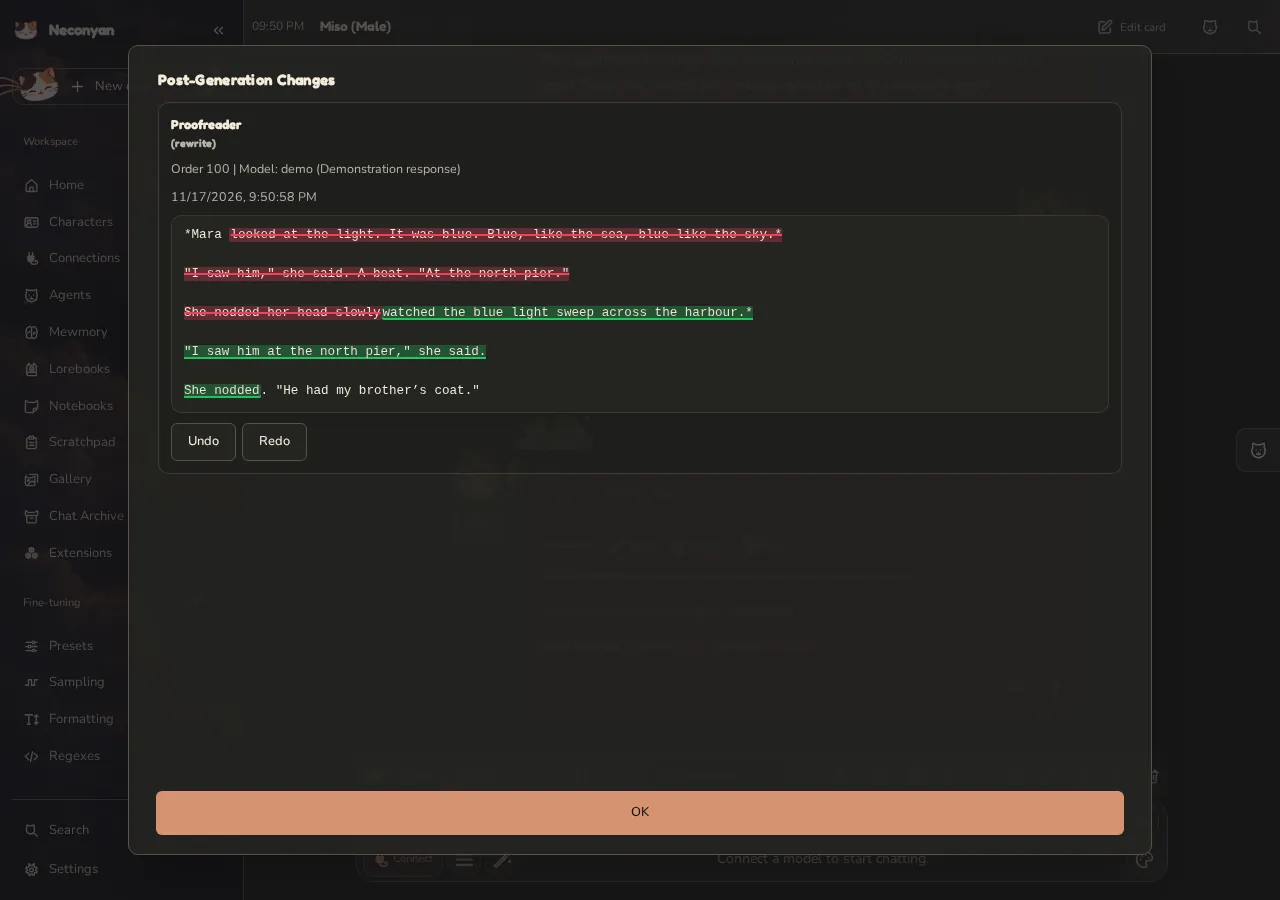 Neconyan
«
09:50 PM Miso (Male)
Edit card
New
Workspace
Home
Characters
Connections
Agents
Mewmory
Lorebooks
Notebooks
Scratchpad
Gallery
Chat Archive
Extensions
Fine-tuning
Presets
Sampling
Formatting
Regexes
Search
Settings
Post-Generation Changes
Proofreader
(rewrite)
Order 100 | Model: demo (Demonstration response)
11/17/2026, 9:50:58 PM
*Mara looked at the light. It was blue. Blue, like the sea, blue like the sky.*
"I saw him," she said. A beat. "At the north pier."
She nodded her head slowlywatched the blue light sweep across the harbour.*
"I saw him at the north pier," she said.
She nodded. "He had my brother’s coat."
Undo Redo
OK
Connect
Connect a model to start chatting.